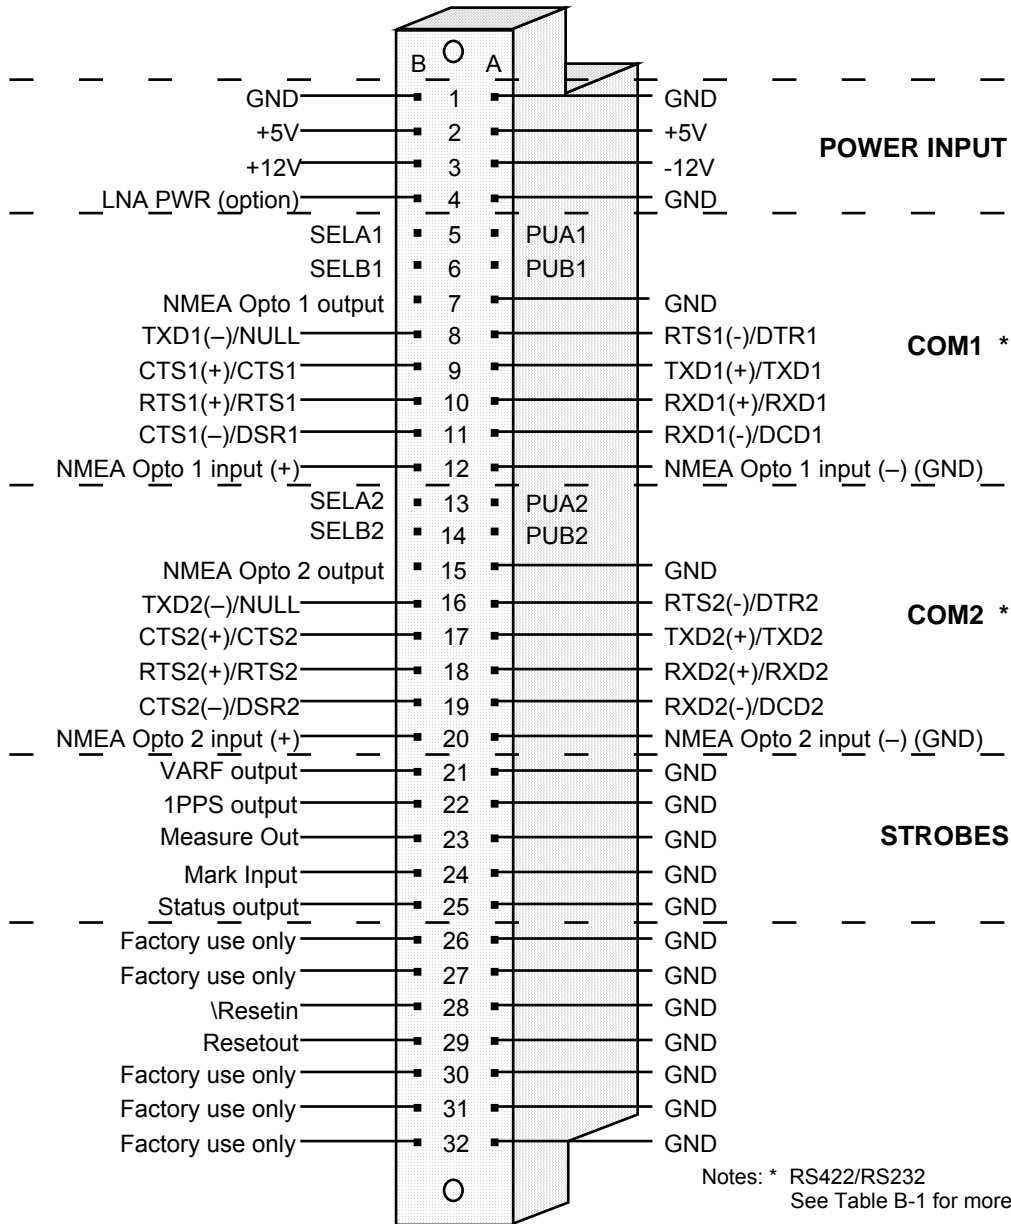 B A
GND 1 GND
+5V 2 +5V
POWER INPUT
+12V 3 -12V
LNA PWR (option) 4 GND
SELA1 5 PUA1
SELB1 6 PUB1
NMEA Opto 1 output 7 GND
TXD1(–)/NULL 8 RTS1(-)/DTR1
COM1 *
CTS1(+)/CTS1 9 TXD1(+)/TXD1
RTS1(+)/RTS1 10 RXD1(+)/RXD1
CTS1(–)/DSR1 11 RXD1(-)/DCD1
NMEA Opto 1 input (+) 12 NMEA Opto 1 input (–) (GND)
SELA2 13 PUA2
SELB2 14 PUB2
NMEA Opto 2 output 15 GND
TXD2(–)/NULL 16 RTS2(-)/DTR2
COM2 *
CTS2(+)/CTS2 17 TXD2(+)/TXD2
RTS2(+)/RTS2 18 RXD2(+)/RXD2
CTS2(–)/DSR2 19 RXD2(-)/DCD2
NMEA Opto 2 input (+) 20 NMEA Opto 2 input (–) (GND)
VARF output 21 GND
1PPS output 22 GND
Measure Out 23 GND
STROBES
Mark Input 24 GND
Status output 25 GND
Factory use only 26 GND
Factory use only 27 GND
\Resetin 28 GND
Resetout 29 GND
Factory use only 30 GND
Factory use only 31 GND
Factory use only 32 GND
Notes: * RS422/RS232
See Table B-1 for more